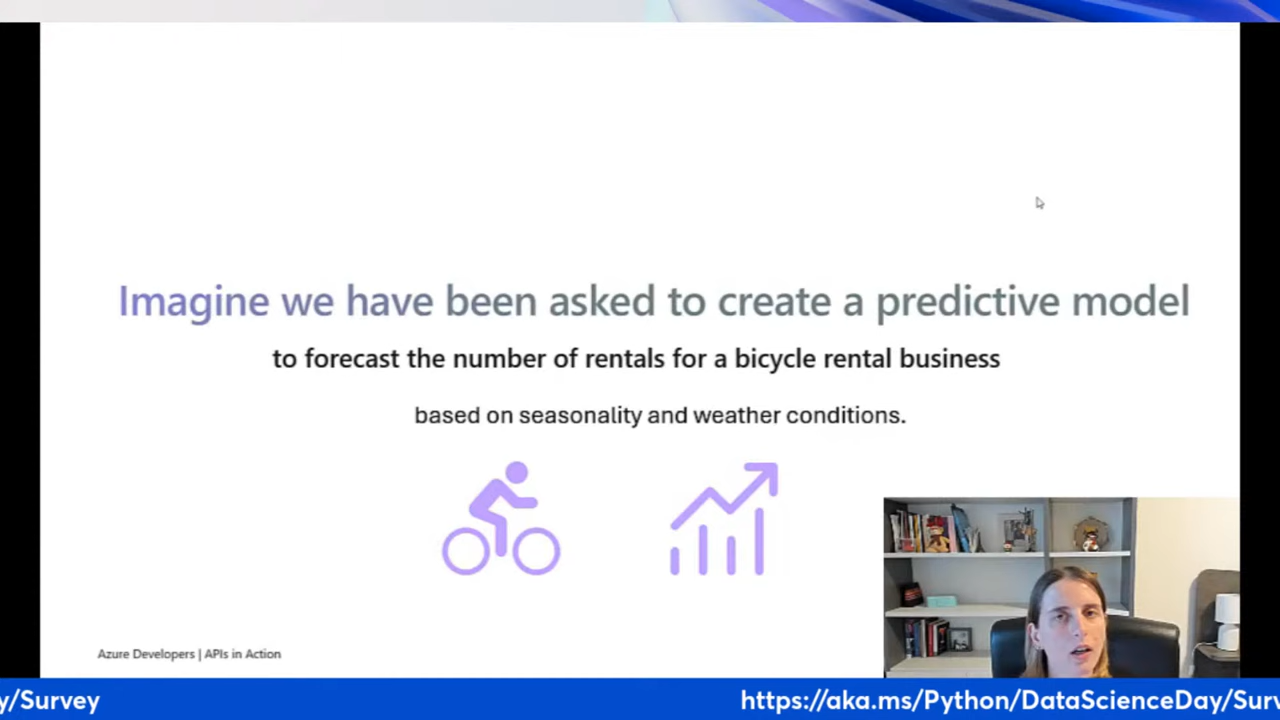 Imagine we have been asked to create a predictive model
to forecast the number of rentals for a bicycle rental business
based on seasonality and weather conditions.
Azure Developers | APIs in Action
y/Survey
https://aka.ms/Python/DataScienceDay/Surv